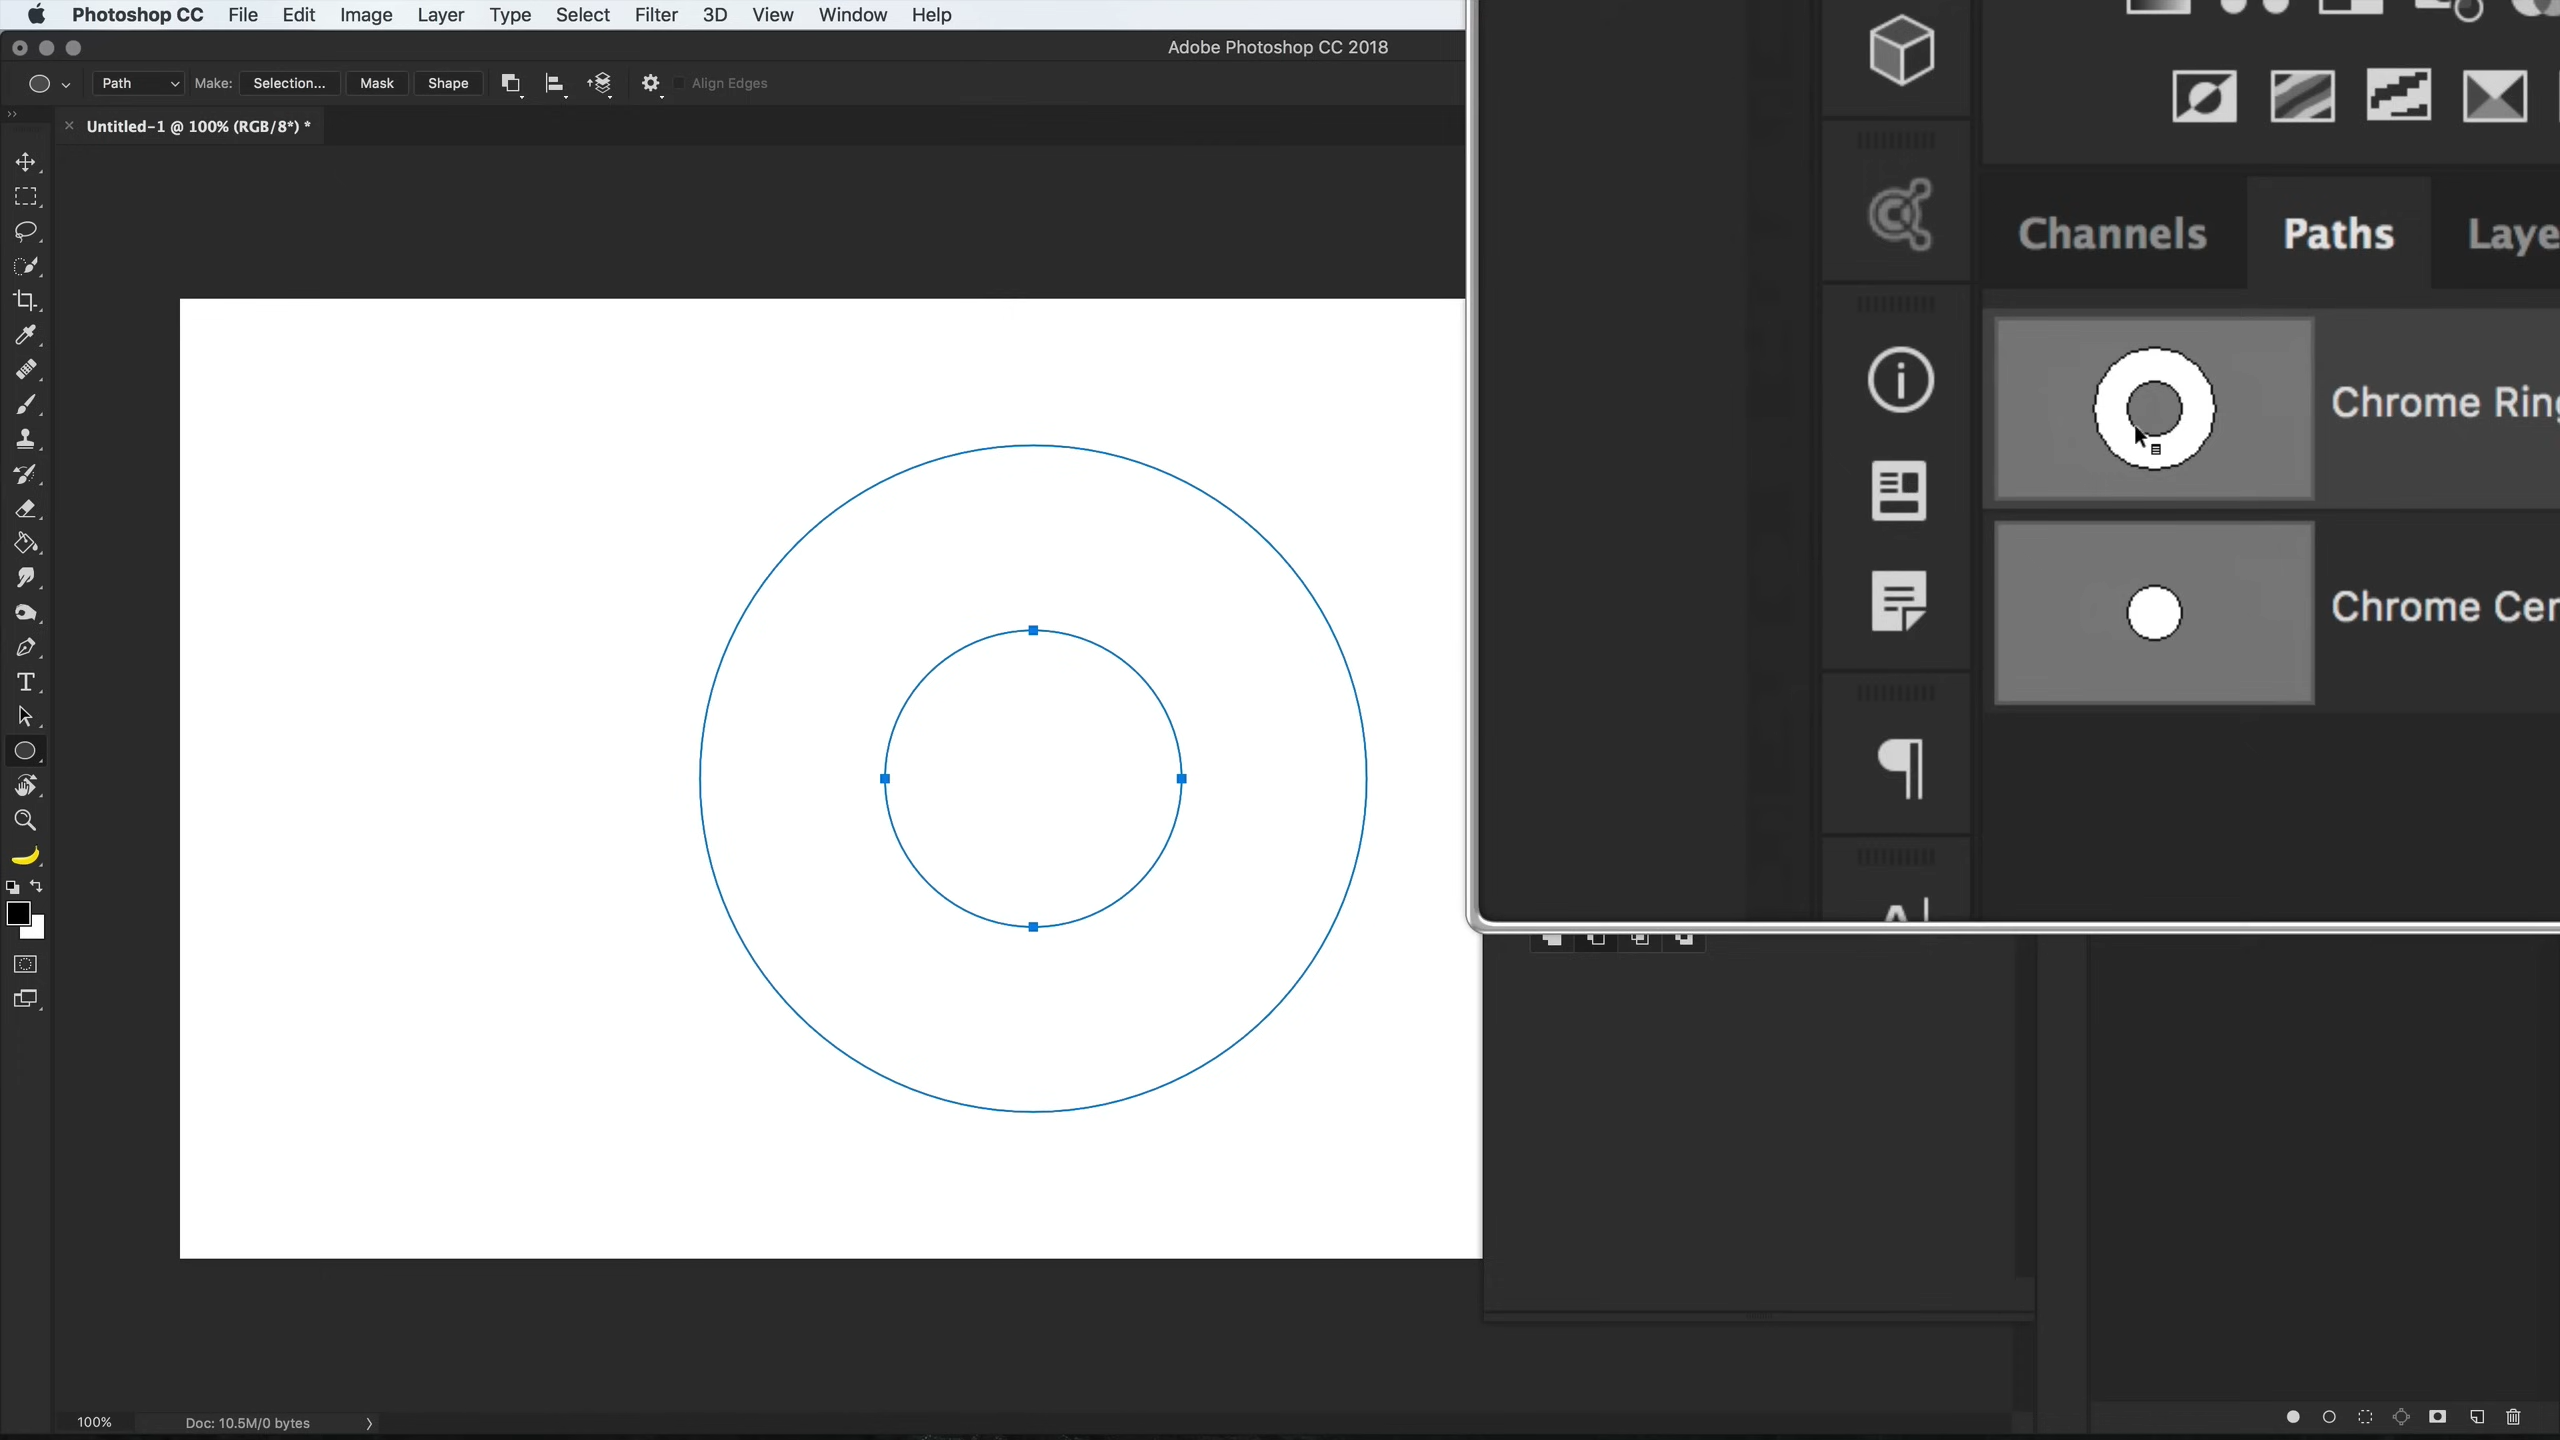 Photoshop CC File Edit Image Layer Type Select Filter 3D View Window Help
Adobe Photoshop CC 2018
Path Make: Selection... Mask Shape Align Edges
Untitled-1 @ 100% (RGB/8*) *
Channels Paths Laye
Chrome Ring
Chrome Cer
100% Doc: 10.5M/0 bytes